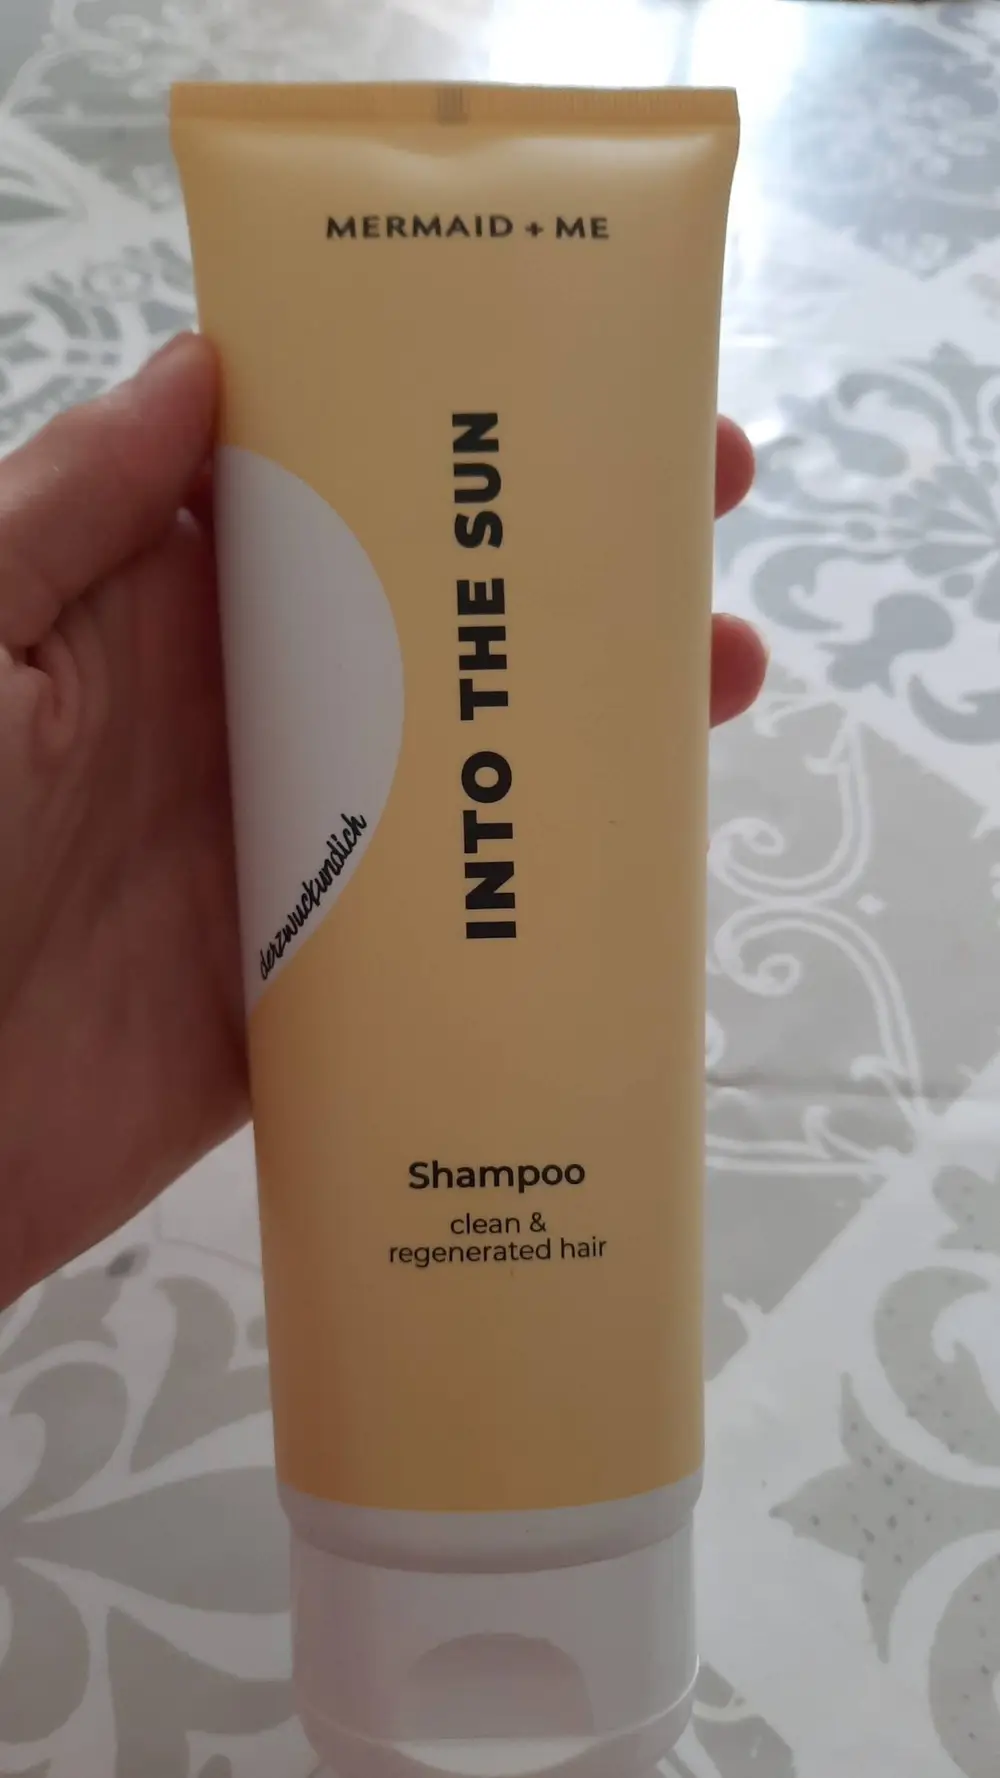 MERMAID + ME
INTO THE SUN
derzwuckundich
Shampoo
clean &
regenerated hair